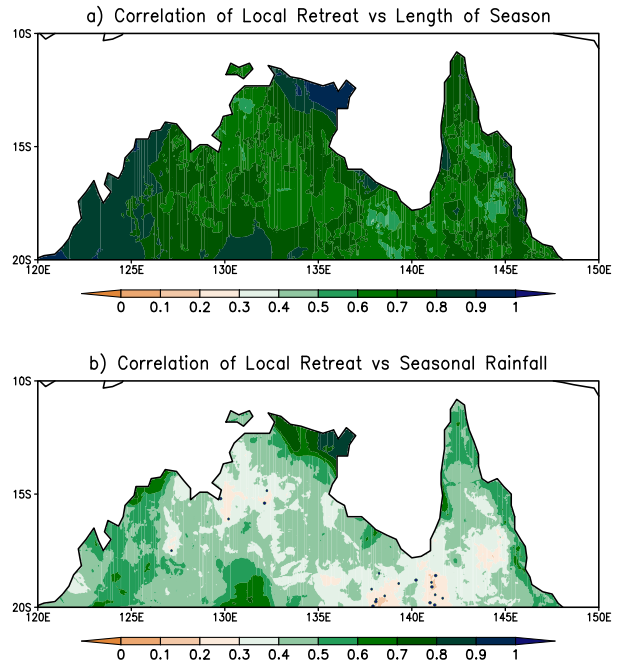 a) Correlation of Local Retreat vs Length of Season
10S
15S
20S
120E 125E 130E 135E 140E 145E 150E
0 0.1 0.2 0.3 0.4 0.5 0.6 0.7 0.8 0.9 1
b) Correlation of Local Retreat vs Seasonal Rainfall
10S
15S
20S
120E 125E 130E 135E 140E 145E 150E
0 0.1 0.2 0.3 0.4 0.5 0.6 0.7 0.8 0.9 1